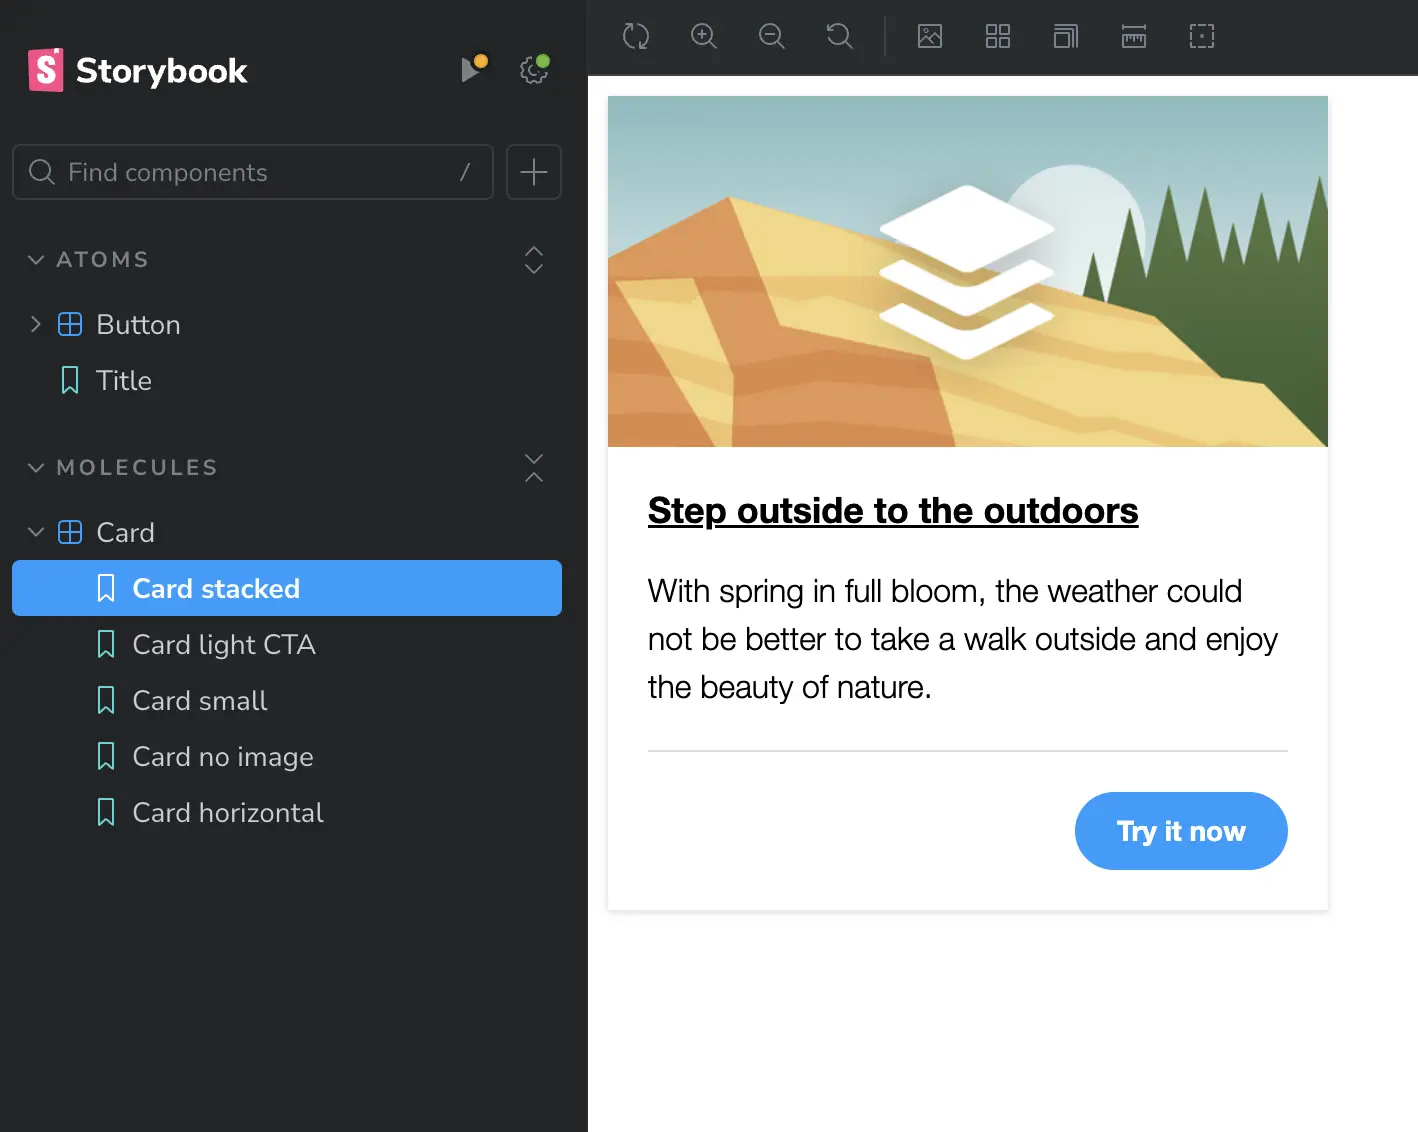 Storybook
Find components /
ATOMS
Button
Title
MOLECULES
Card
Card stacked
Card light CTA
Card small
Card no image
Card horizontal
Step outside to the outdoors
With spring in full bloom, the weather could
not be better to take a walk outside and enjoy
the beauty of nature.
Try it now